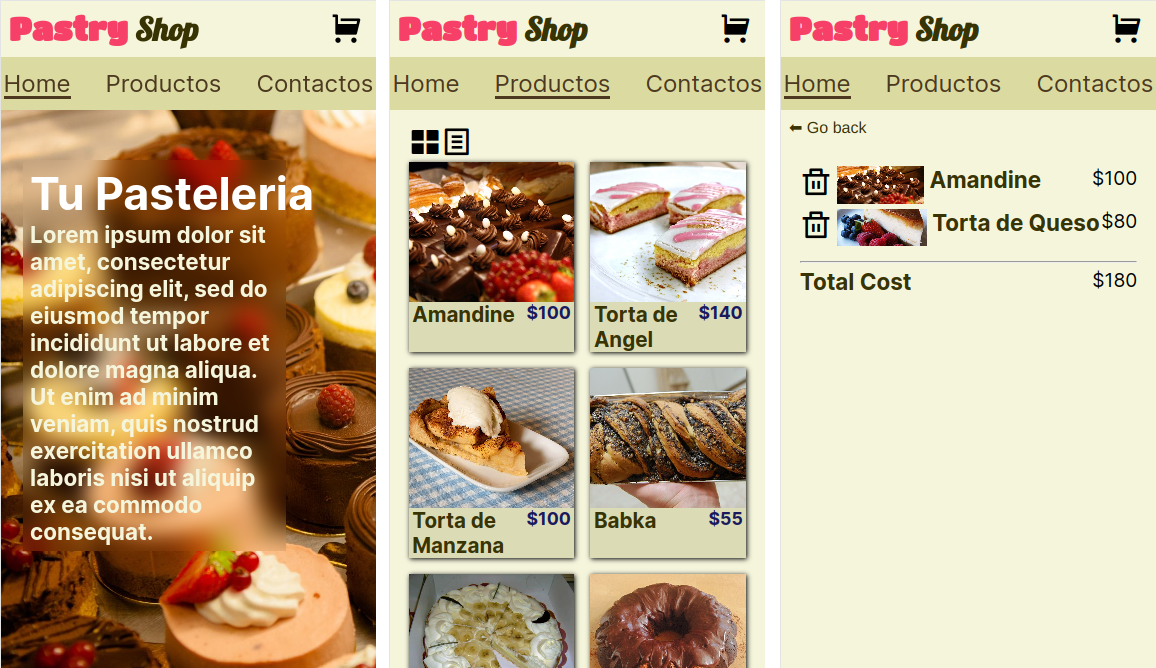 Pastry Shop
Home Productos Contactos
Tu Pasteleria
Lorem ipsum dolor sit
amet, consectetur
adipiscing elit, sed do
eiusmod tempor
incididunt ut labore et
dolore magna aliqua.
Ut enim ad minim
veniam, quis nostrud
exercitation ullamco
laboris nisi ut aliquip
ex ea commodo
consequat.
Pastry Shop
Home Productos Contactos
Amandine $100
Torta de $140
Angel
Torta de $100
Manzana
Babka $55
Pastry Shop
Home Productos Contactos
Go back
Amandine $100
Torta de Queso $80
Total Cost $180